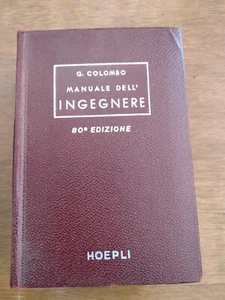 G. COLOMBO
MANUALE DELL'
INGEGNERE
80ª EDIZIONE
HOEPLI